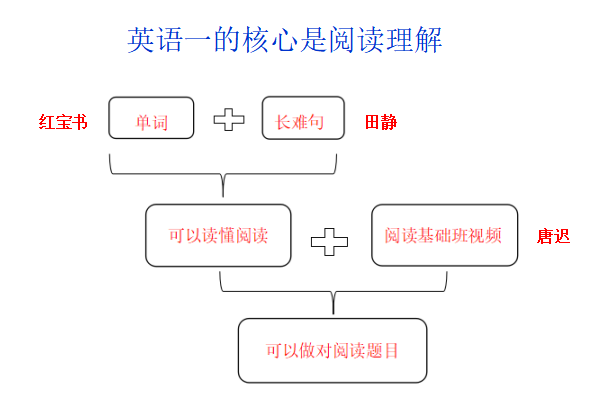 英语一的核心是阅读理解
红宝书 单词 长难句 田静
可以读懂阅读 阅读基础班视频 唐迟
可以做对阅读题目